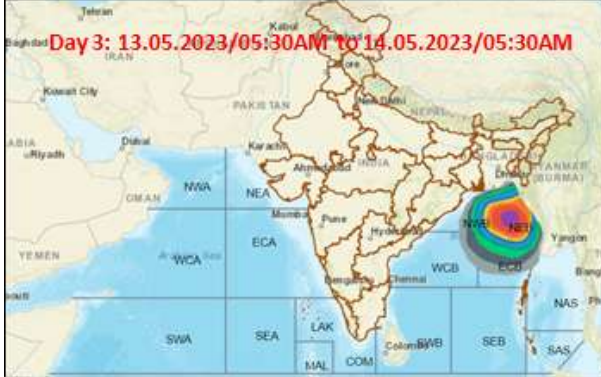 Tehran
Kabul
Baghdad
Day 3: 13.05.2023/05:30AM to 14.05.2023/05:30AM
IRAN
Kuwait City
PAKISTAN
New Delhi
NEPAL
Riyadh
Dubai
Karachi
Ahmedabad
INDIA
MYANMAR
(BURMA)
OMAN
NWA
NEA
Mumbai
Pune
Hyderabad
NWB
NEB
Yangon
YEMEN
ECA
WCA
WCB
ECB
Chennai
NAS
SWA
SEA
LAK
Colombo
SWB
SEB
MAL
COM
SAS